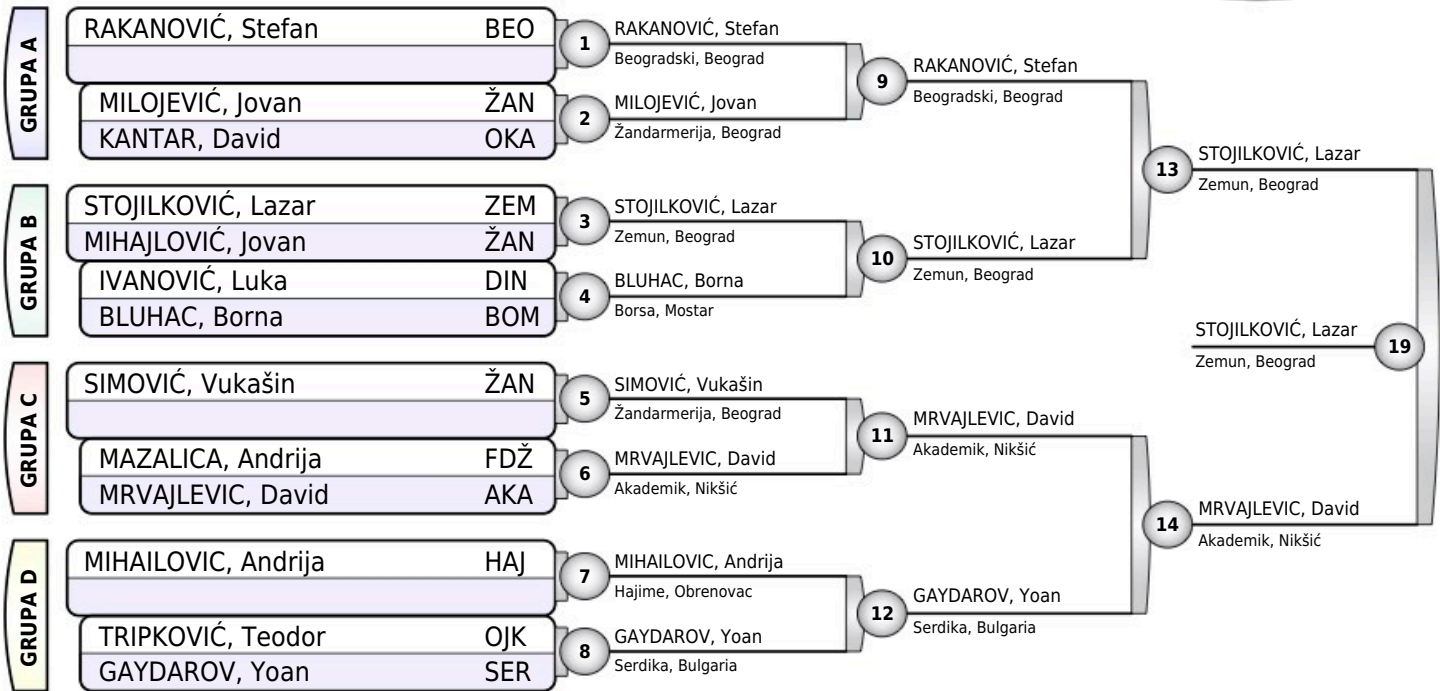 GRUPA A
RAKANOVIĆ, Stefan BEO
MILOJEVIĆ, Jovan ŽAN
KANTAR, David OKA
GRUPA B
STOJILKOVIĆ, Lazar ZEM
MIHAJLOVIĆ, Jovan ŽAN
IVANOVIĆ, Luka DIN
BLUHAC, Borna BOM
GRUPA C
SIMOVIĆ, Vukašin ŽAN
MAZALICA, Andrija FDŽ
MRVAJLEVIC, David AKA
GRUPA D
MIHAILOVIC, Andrija HAJ
TRIPKOVIĆ, Teodor OJK
GAYDAROV, Yoan SER
1
RAKANOVIĆ, Stefan
Beogradski, Beograd
2
MILOJEVIĆ, Jovan
Žandarmerija, Beograd
3
STOJILKOVIĆ, Lazar
Zemun, Beograd
4
BLUHAC, Borna
Borsa, Mostar
5
SIMOVIĆ, Vukašin
Žandarmerija, Beograd
6
MRVAJLEVIC, David
Akademik, Nikšić
7
MIHAILOVIC, Andrija
Hajime, Obrenovac
8
GAYDAROV, Yoan
Serdika, Bulgaria
9
RAKANOVIĆ, Stefan
Beogradski, Beograd
10
STOJILKOVIĆ, Lazar
Zemun, Beograd
11
MRVAJLEVIC, David
Akademik, Nikšić
12
GAYDAROV, Yoan
Serdika, Bulgaria
13
STOJILKOVIĆ, Lazar
Zemun, Beograd
14
MRVAJLEVIC, David
Akademik, Nikšić
STOJILKOVIĆ, Lazar
Zemun, Beograd
19